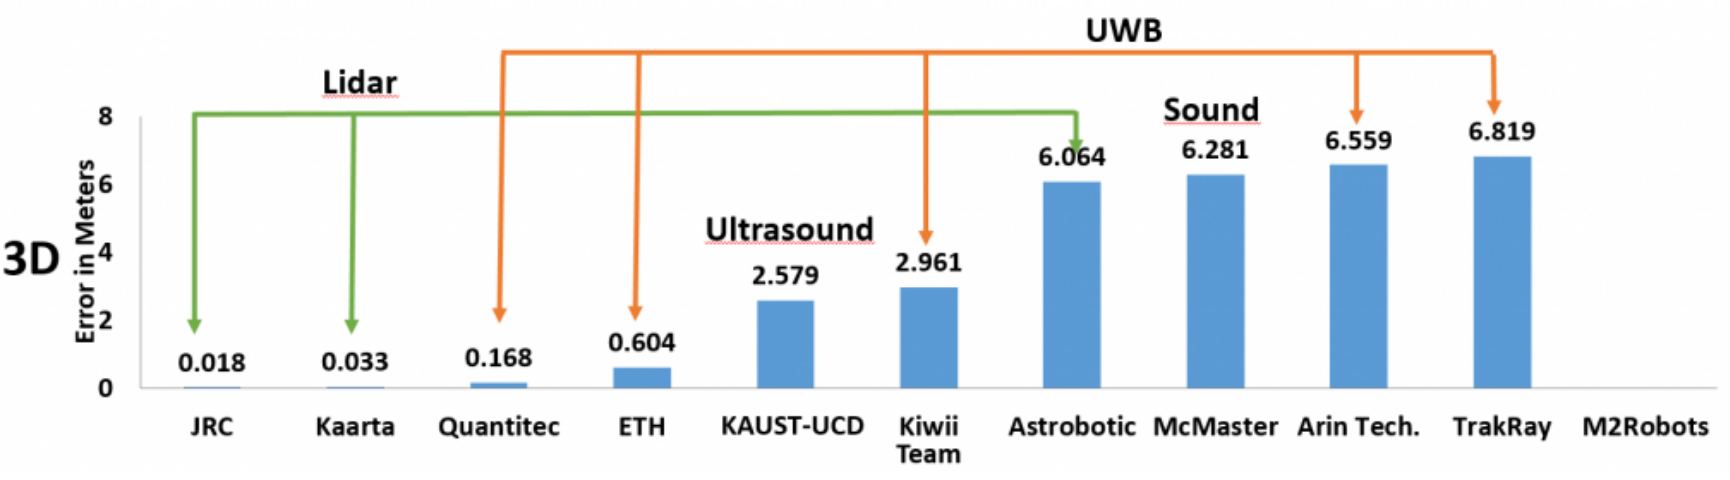 UWB
Lidar
Sound
8
6.819
6.559
6.281
6.064
6
Ultrasound
3D
Error in Meters
4
2.961
2.579
2
0.604
0.168
0.033
0.018
0
JRC
Kaarta
Quantitec
ETH
KAUST-UCD
Kiwii
Team
Astrobotic
McMaster
Arin Tech.
TrakRay
M2Robots